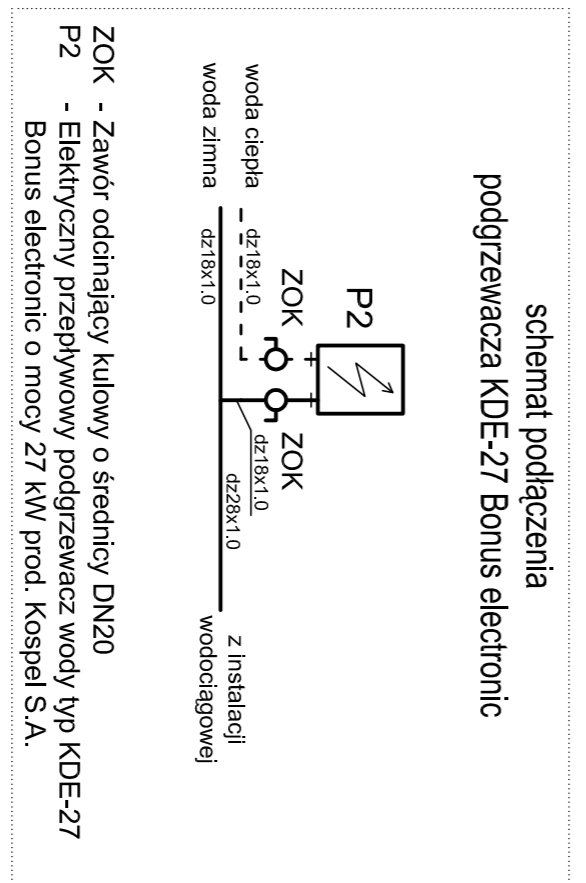 schemat podłączenia
podgrzewacza KDE-27 Bonus electronic
P2
ZOK
ZOK
woda ciepła
dz18x1.0
dz18x1.0
woda zimna
dz18x1.0
dz28x1.0
z instalacji
wodociągowej
ZOK - Zawór odcinający kulowy o średnicy DN20
P2 - Elektryczny przepływowy podgrzewacz wody typ KDE-27
Bonus electronic o mocy 27 kW prod. Kospel S.A.